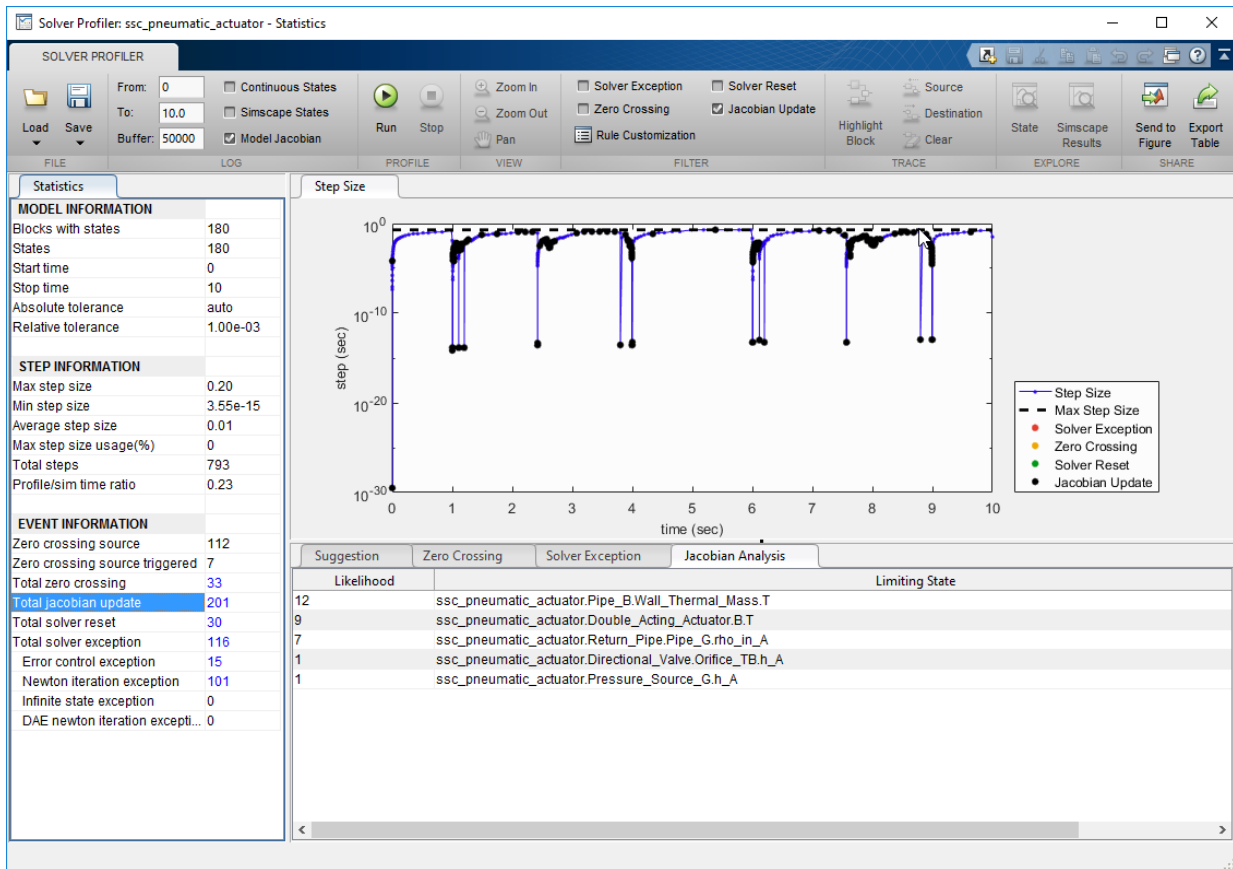 Solver Profiler: ssc_pneumatic_actuator - Statistics
SOLVER PROFILER
Load
Save
FILE
From: 0
To: 10.0
Buffer: 50000
Continuous States
Simscape States
Model Jacobian
LOG
Run
Stop
PROFILE
Zoom In
Zoom Out
Pan
VIEW
Solver Exception
Zero Crossing
Rule Customization
Solver Reset
Jacobian Update
FILTER
Highlight
Block
Source
Destination
Clear
TRACE
State
Simscape
Results
EXPLORE
Send to
Figure
Export
Table
SHARE
Statistics
MODEL INFORMATION
Blocks with states 180
States 180
Start time 0
Stop time 10
Absolute tolerance auto
Relative tolerance 1.00e-03
STEP INFORMATION
Max step size 0.20
Min step size 3.55e-15
Average step size 0.01
Max step size usage(%) 0
Total steps 793
Profile/sim time ratio 0.23
EVENT INFORMATION
Zero crossing source 112
Zero crossing source triggered 7
Total zero crossing 33
Total jacobian update 201
Total solver reset 30
Total solver exception 116
Error control exception 15
Newton iteration exception 101
Infinite state exception 0
DAE newton iteration excepti... 0
Step Size
10^0
10^-10
10^-20
10^-30
step (sec)
0 1 2 3 4 5 6 7 8 9 10
time (sec)
Step Size
Max Step Size
Solver Exception
Zero Crossing
Solver Reset
Jacobian Update
Suggestion Zero Crossing Solver Exception Jacobian Analysis
Likelihood Limiting State
12 ssc_pneumatic_actuator.Pipe_B.Wall_Thermal_Mass.T
9 ssc_pneumatic_actuator.Double_Acting_Actuator.B.T
7 ssc_pneumatic_actuator.Return_Pipe.Pipe_G.rho_in_A
1 ssc_pneumatic_actuator.Directional_Valve.Orifice_TB.h_A
1 ssc_pneumatic_actuator.Pressure_Source_G.h_A